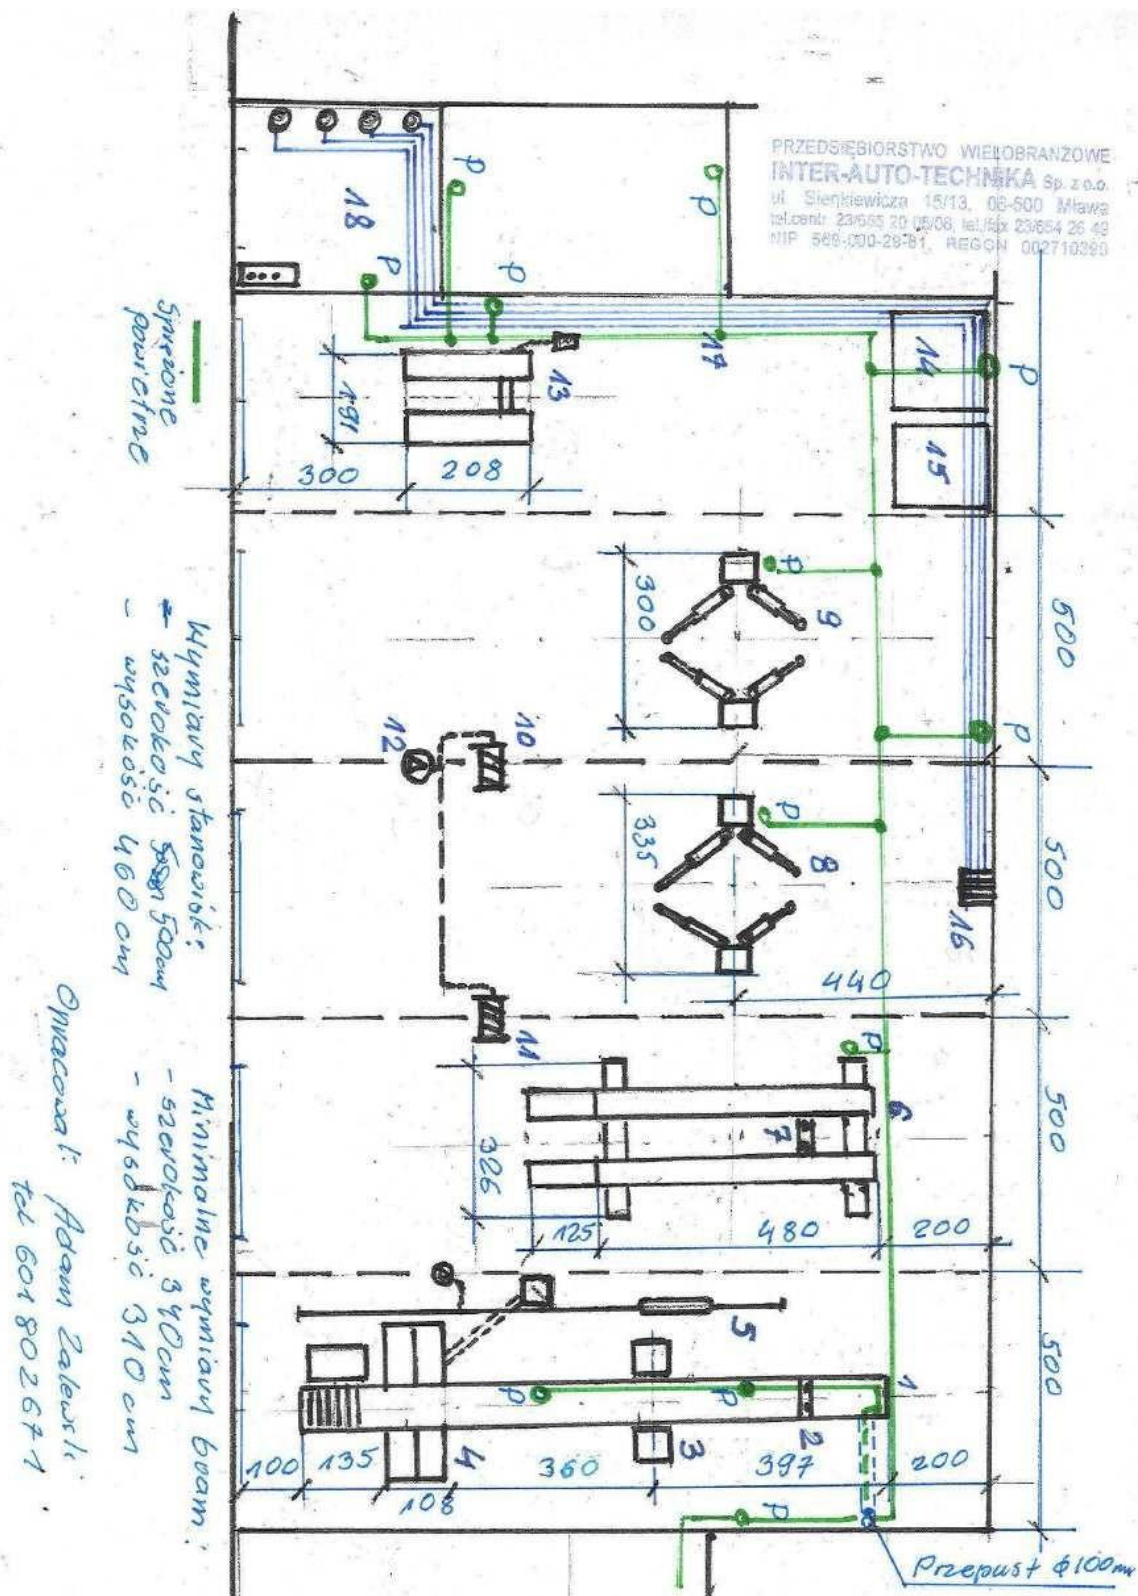 PRZEDSIĘBIORSTWO WIELOBRANŻOWE
INTER-AUTO-TECHNIKA Sp. z o.o.
ul. Sienkiewicza 15/13, 06-500 Mława
NIP 569-000-29-81, REGON
18
P
P
P
P
17
13
14
15
P
191
300
208
Sprężone
powietrze
500
300
9
P
P
10
12
500
335
8
P
16
440
11
500
P
6
7
326
125
480
200
500
5
1
P
P
2
3
4
100
135
108
360
397
200
P
Przepust ϕ 100mm
Wymiary stanowisk:
- szerokość 500cm
- wysokość 460 cm
Minimalne wymiary bram:
- szerokość 340cm
- wysokość 310 cm
Opracował: Adam Zalewski
tel 601 802671